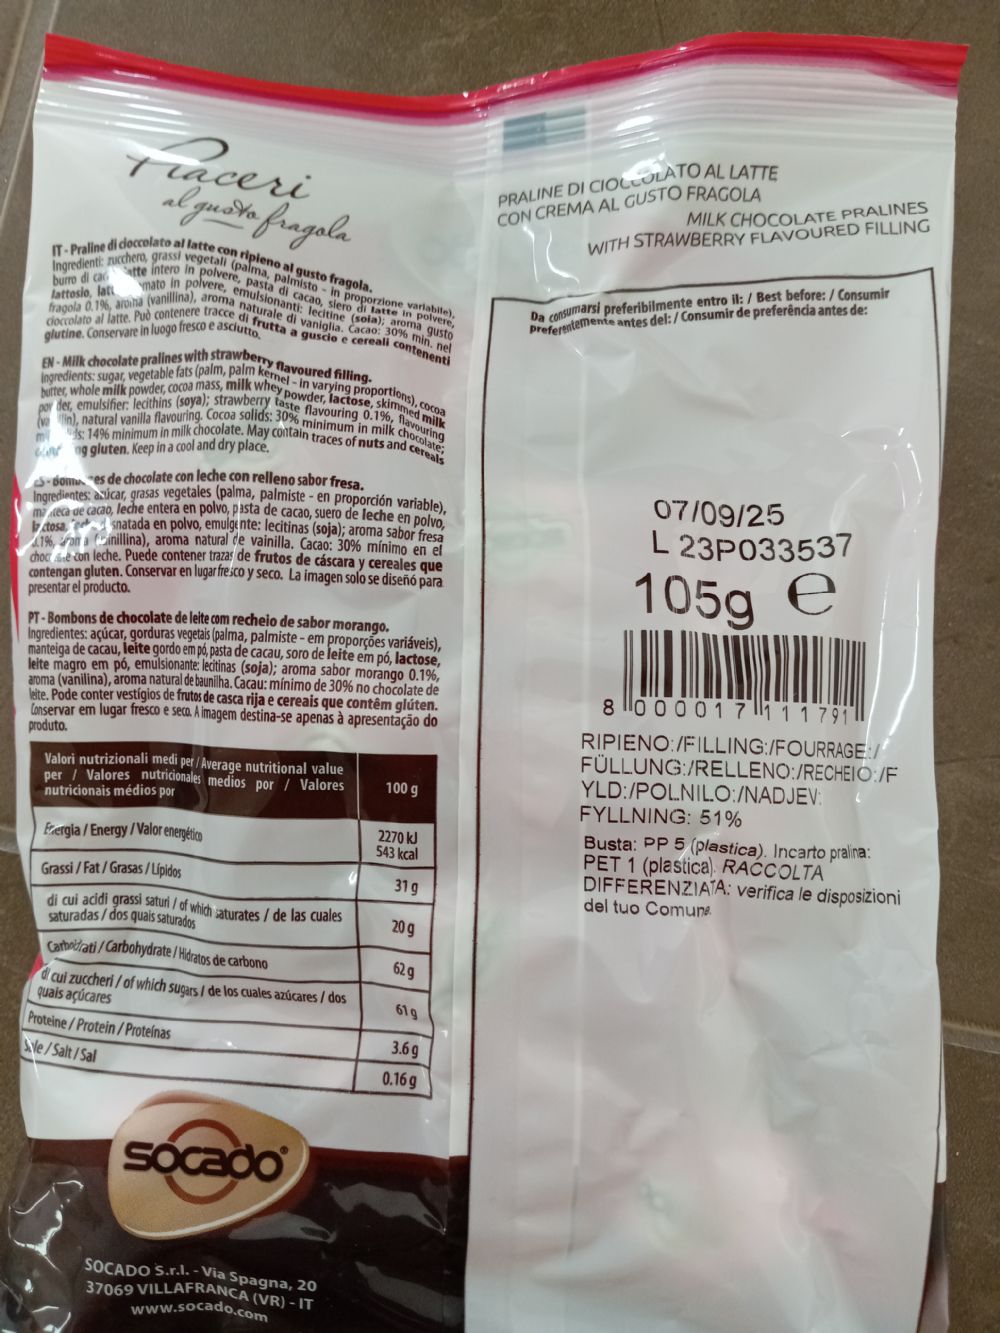 Piaceri
al gusto fragola
IT - Praline di cioccolato al latte con ripieno al gusto fragola.
Ingredienti: zucchero, grassi vegetali (palma, palmisto - in proporzione variabile),
burro di latte intero in polvere, pasta di cacao, siero di latte in polvere,
lattosio, in polvere, emulsionanti: lecitine (soia); aroma gusto
fragola 0.1%, aroma (vanillina), aroma naturale di vaniglia. Cacao: 30% min. nel
cioccolato al latte. Può contenere tracce di frutta a guscio e cereali contenenti
glutine. Conservare in luogo fresco e asciutto.
EN - Milk chocolate pralines with strawberry flavoured filling.
Ingredients: sugar, vegetable fats (palm, palm kernel - in varying proportions), cocoa
butter, whole milk powder, cocoa mass, milk whey powder, lactose, skimmed milk
powder, emulsifier: lecithins (soya); strawberry taste flavouring 0.1%, flavouring
natural vanilla flavouring. Cocoa solids: 30% minimum in milk chocolate;
14% minimum in milk chocolate. May contain traces of nuts and cereals
gluten. Keep in a cool and dry place.
ES - Bombones de chocolate con leche con relleno sabor fresa.
Ingredientes: azúcar, grasas vegetales (palma, palmiste - en proporción variable),
manteca de cacao, leche entera en polvo, pasta de cacao, suero de leche en polvo,
lactosa, desnatada en polvo, emulgente: lecitinas (soja); aroma sabor fresa
0.1%, aroma (vainillina), aroma natural de vainilla. Cacao: 30% mínimo en el
chocolate con leche. Puede contener trazas de frutos de cáscara y cereales que
contengan gluten. Conservar en lugar fresco y seco. La imagen solo se diseñó para
presentar el producto.
PT - Bombons de chocolate de leite com recheio de sabor morango.
Ingredientes: açúcar, gorduras vegetais (palma, palmiste - em proporções variáveis),
manteiga de cacau, leite gordo em pó, pasta de cacau, soro de leite em pó, lactose,
leite magro em pó, emulsionante: lecitinas (soja); aroma sabor morango 0.1%,
aroma (vanilina), aroma natural de baunilha. Cacau: mínimo de 30% no chocolate de
leite. Pode conter vestígios de frutos de casca rija e cereais que contêm glúten.
Conservar em lugar fresco e seco. A imagem destina-se apenas à apresentação do
produto.
Valori nutrizionali medi per / Average nutritional value
per / Valores nutricionales medios por / Valores
nutricionais médios por
100 g
Energia / Energy / Valor energético
2270 kJ
543 kcal
Grassi / Fat / Grasas / Lípidos
31 g
di cui acidi grassi saturi / of which saturates / de las cuales
saturadas / dos quais saturados
20 g
Carboidrati / Carbohydrate / Hidratos de carbono
62 g
di cui zuccheri / of which sugars / de los cuales azúcares / dos
quais açúcares
61 g
Proteine / Protein / Proteínas
3.6 g
Sale / Salt / Sal
0.16 g
socado®
SOCADO S.r.l. - Via Spagna, 20
37069 VILLAFRANCA (VR) - IT
www.socado.com
PRALINE DI CIOCCOLATO AL LATTE
CON CREMA AL GUSTO FRAGOLA
MILK CHOCOLATE PRALINES
WITH STRAWBERRY FLAVOURED FILLING
Da consumarsi preferibilmente entro il: / Best before: / Consumir
preferentemente antes del: / Consumir de preferência antes de:
07/09/25
L 23P033537
105g e
8 000017 111791
RIPIENO:/FILLING:/FOURRAGE:/
FÜLLUNG:/RELLENO:/RECHEIO:/F
YLD:/POLNILO:/NADJEV:
FYLLNING: 51%
Busta: PP 5 (plastica). Incarto pralina:
PET 1 (plastica). RACCOLTA
DIFFERENZIATA: verifica le disposizioni
del tuo Comune.